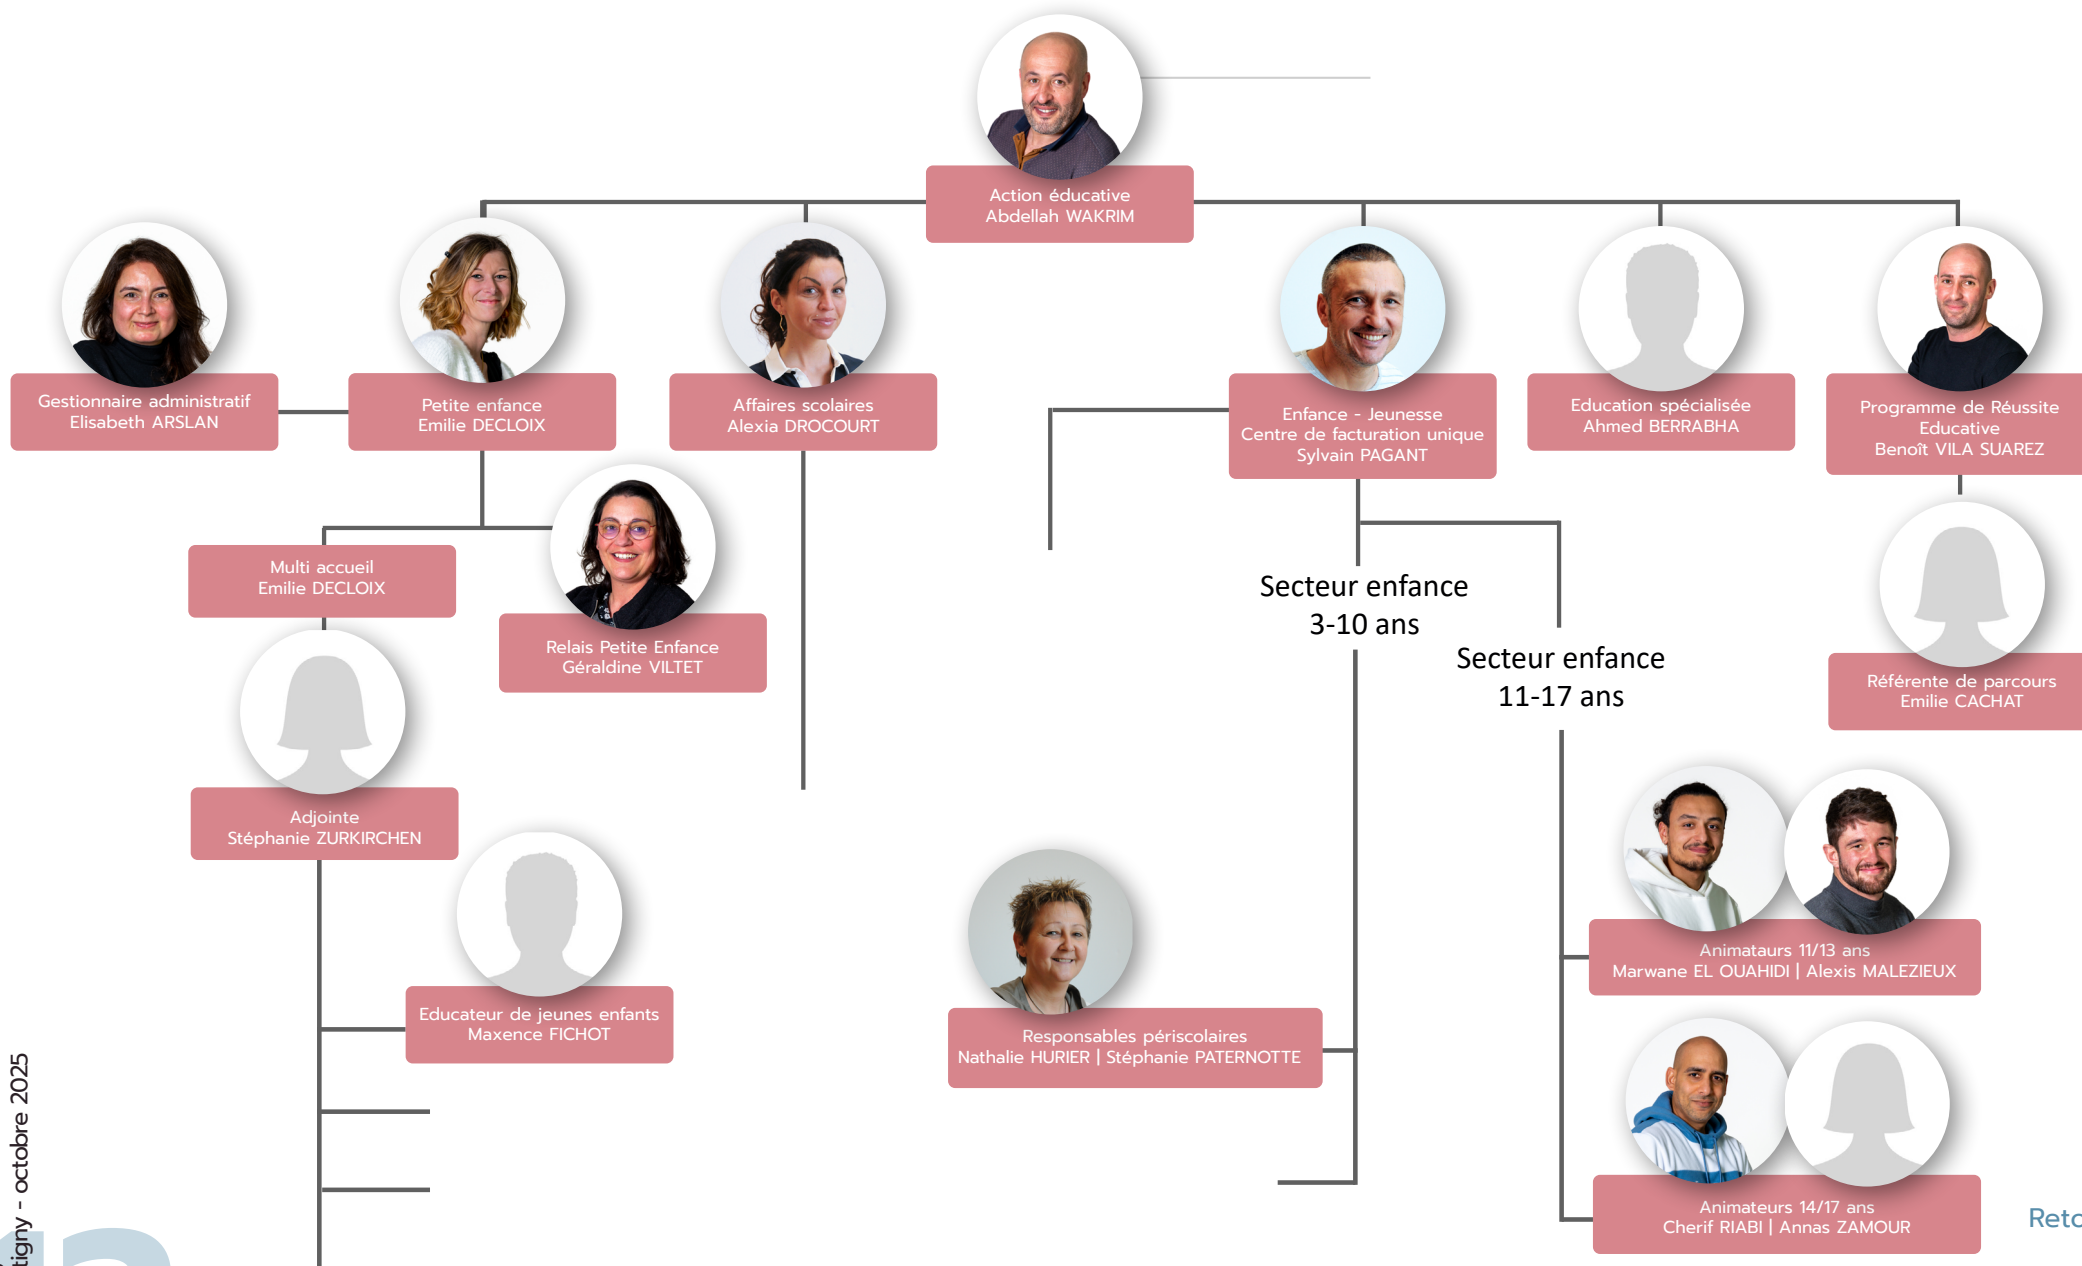 Action éducative
Abdellah WAKRIM
Gestionnaire administratif
Elisabeth ARSLAN
Petite enfance
Emilie DECLOIX
Affaires scolaires
Alexia DROCOURT
Enfance - Jeunesse
Centre de facturation unique
Sylvain PAGANT
Education spécialisée
Ahmed BERRABHA
Programme de Réussite
Educative
Benoît VILA SUAREZ
Multi accueil
Emilie DECLOIX
Relais Petite Enfance
Géraldine VILTET
Secteur enfance
3-10 ans
Secteur enfance
11-17 ans
Référente de parcours
Emilie CACHAT
Adjointe
Stéphanie ZURKIRCHEN
Educateur de jeunes enfants
Maxence FICHOT
Responsables périscolaires
Nathalie HURIER | Stéphanie PATERNOTTE
Animataurs 11/13 ans
Marwane EL OUAHIDI | Alexis MALEZIEUX
Animateurs 14/17 ans
Cherif RIABI | Annas ZAMOUR
tigny - octobre 2025
Reto